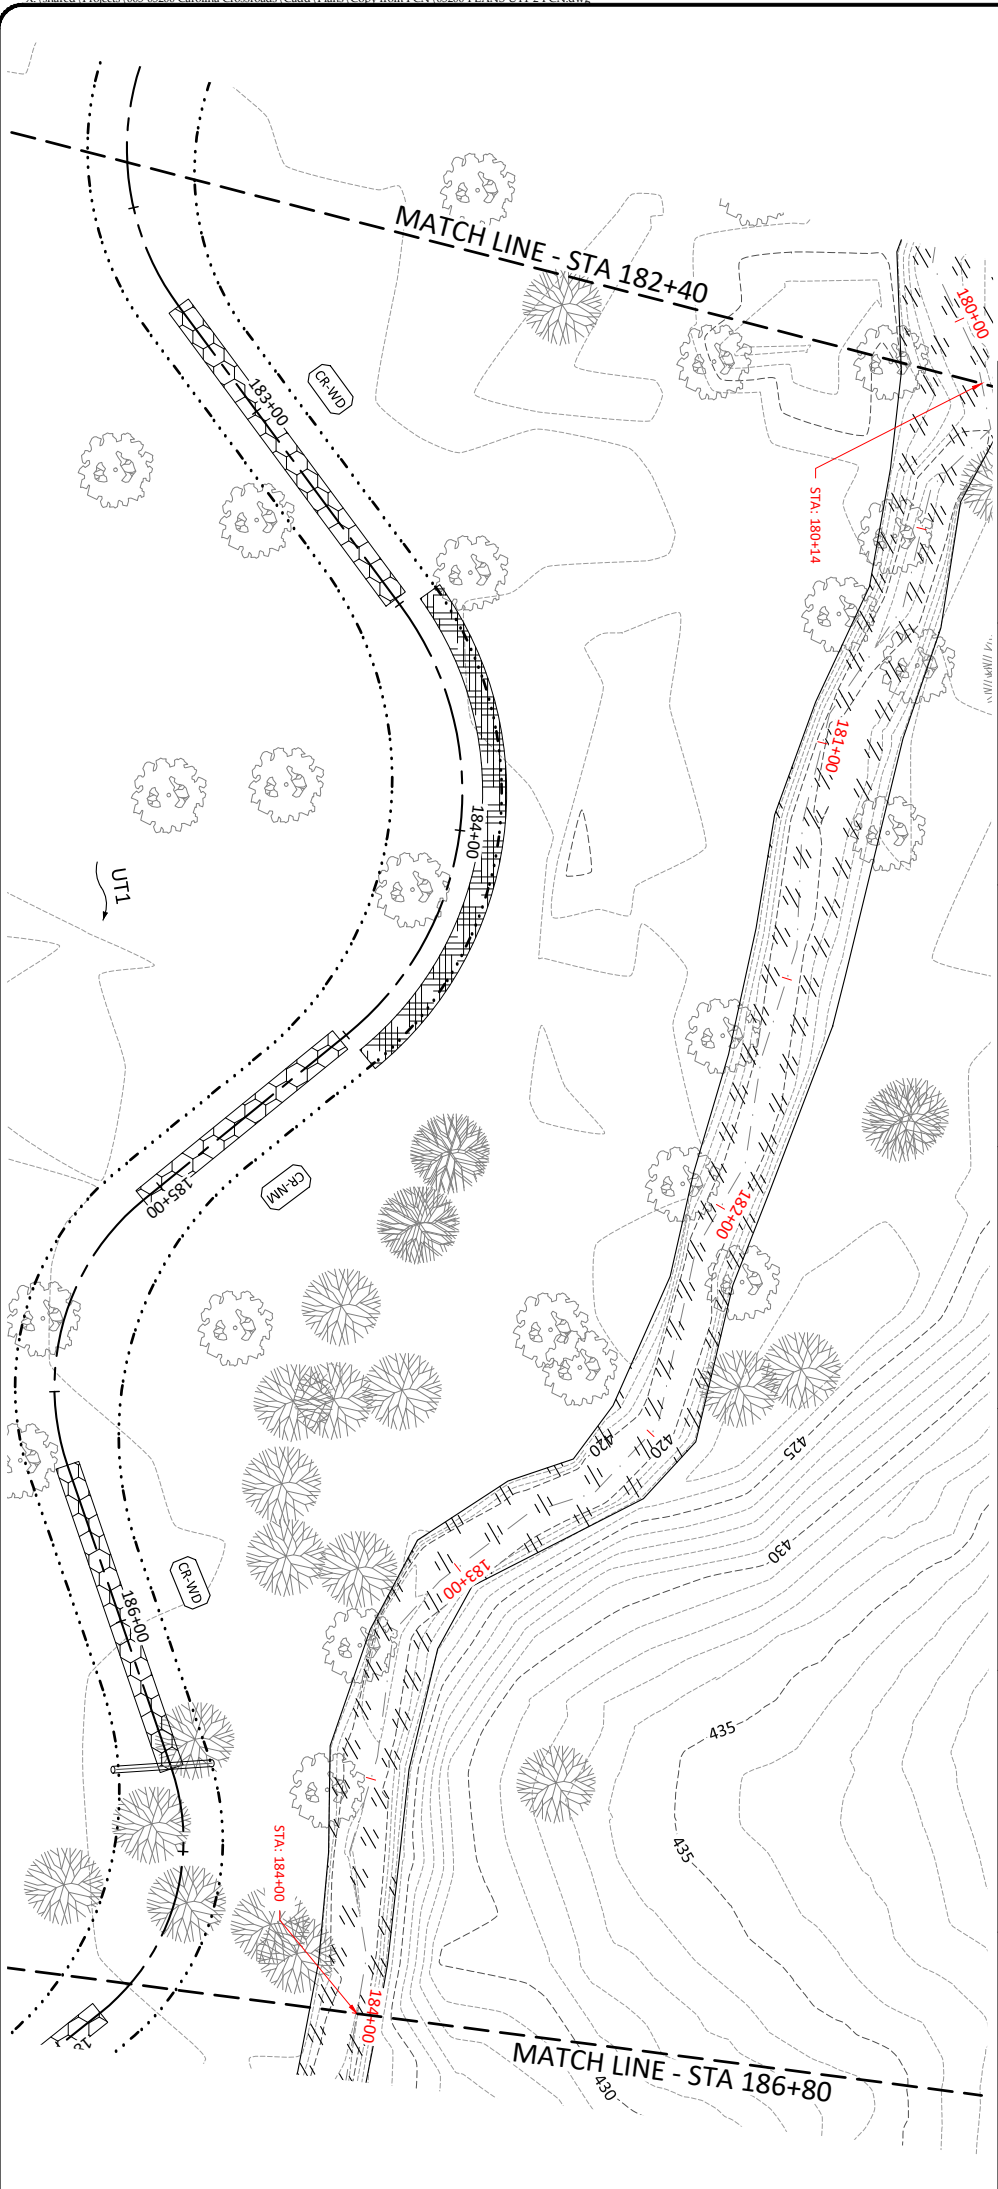 MATCH LINE - STA 182+40
180+00
CR-WD
183+00
STA: 180+14
181+00
184+00
UT1
CR-NM
185+00
182+00
420
420
425
430
183+00
CR-WD
186+00
435
435
STA: 184+00
184+00
MATCH LINE - STA 186+80
430